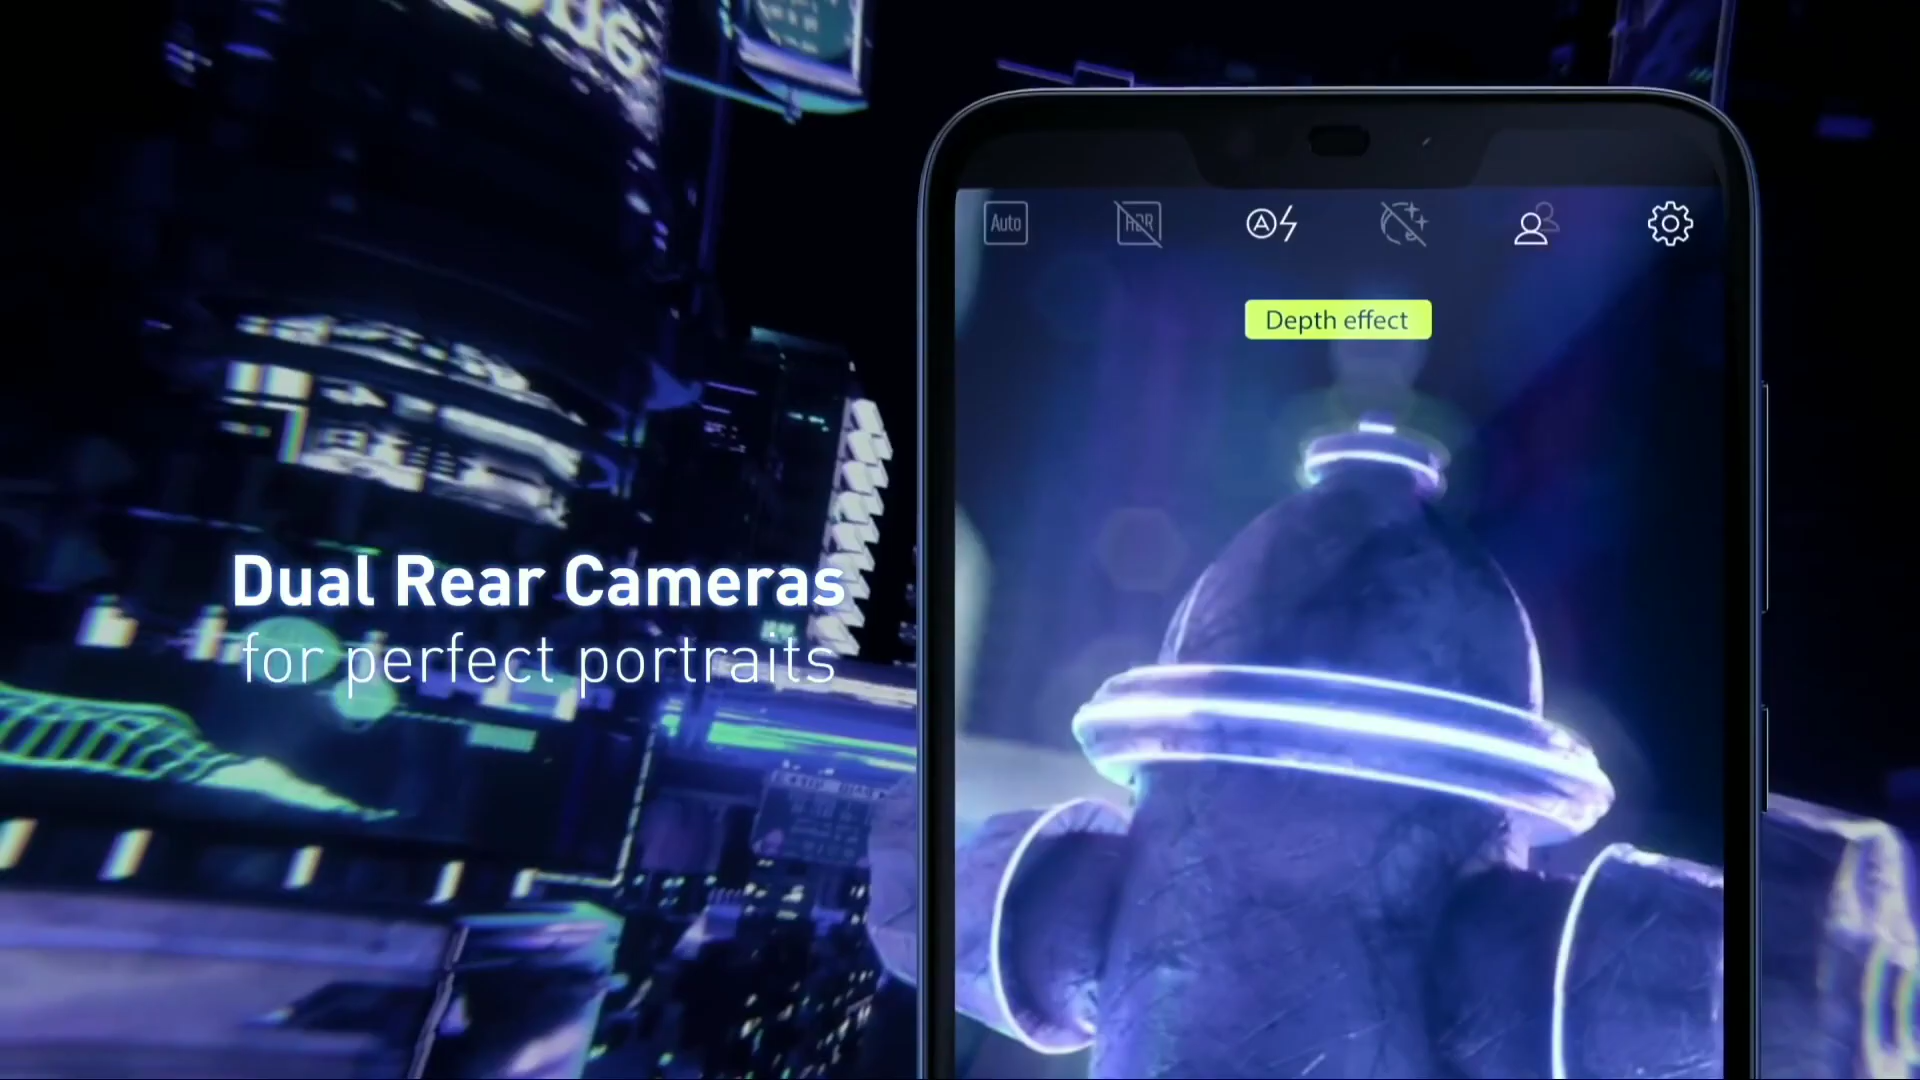 Auto
HDR
A
Depth effect
Dual Rear Cameras
for perfect portraits